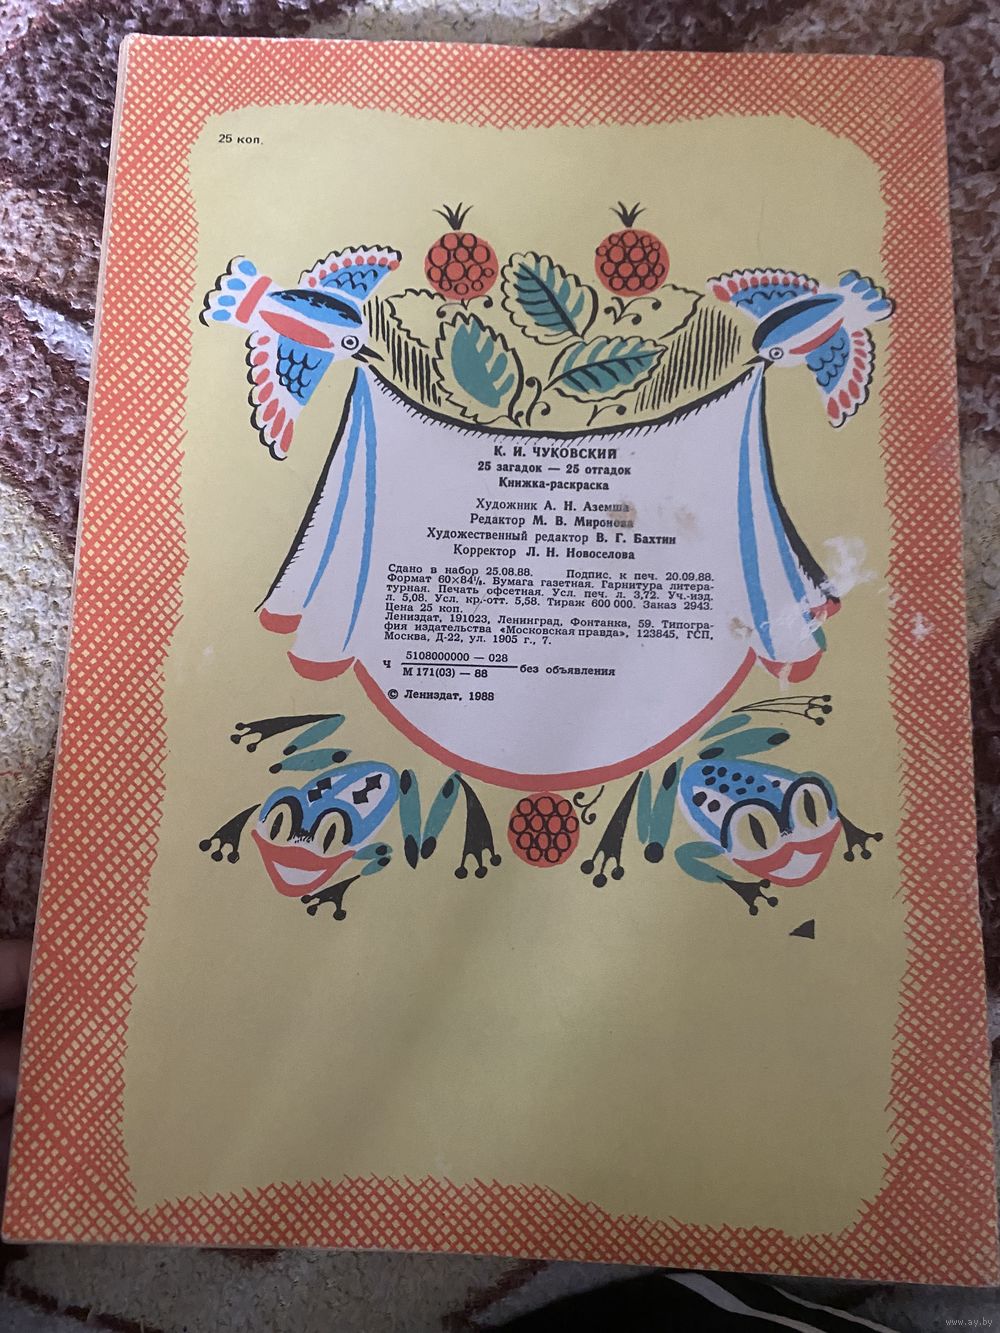 25 коп.
К. И. ЧУКОВСКИЙ
25 загадок — 25 отгадок
Книжка-раскраска
Художник А. Н. Аземша
Редактор М. В. Миронова
Художественный редактор В. Г. Бахтин
Корректор Л. Н. Новоселова
Сдано в набор 25.08.88. Подпис. к печ. 20.09.88.
Формат 60×84⅛. Бумага газетная. Гарнитура литера-
турная. Печать офсетная. Усл. печ. л. 3,72. Уч.-изд.
л. 5,08. Усл. кр.-отт. 5,58. Тираж 600 000. Заказ 2943.
Цена 25 коп.
Лениздат, 191023, Ленинград, Фонтанка, 59. Типогра-
фия издательства «Московская правда», 123845, ГСП,
Москва, Д-22, ул. 1905 г., 7.
Ч 5108000000 — 028
М 171(03) — 88 без объявления
© Лениздат, 1988
www.ay.by